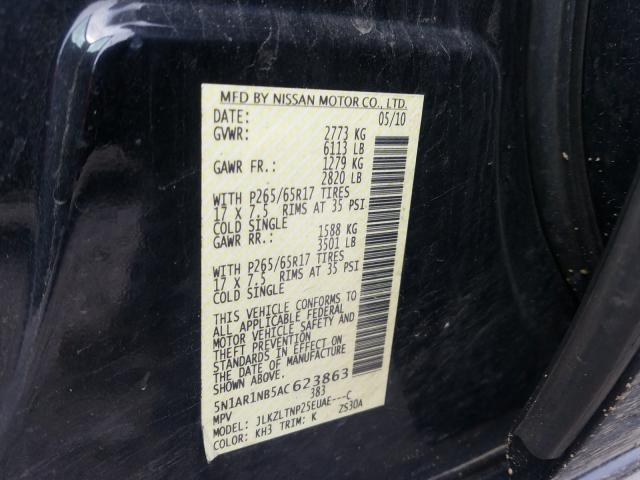 MFD BY NISSAN MOTOR CO., LTD.
DATE: 05/10
GVWR: 2773 KG
6113 LB
GAWR FR.: 1279 KG
2820 LB
WITH P265/65R17 TIRES
17 X 7.5 RIMS AT 35 PSI
COLD SINGLE
GAWR RR.: 1588 KG
3501 LB
WITH P265/65R17 TIRES
17 X 7.5 RIMS AT 35 PSI
COLD SINGLE
THIS VEHICLE CONFORMS TO
ALL APPLICABLE FEDERAL
MOTOR VEHICLE SAFETY AND
THEFT PREVENTION
STANDARDS IN EFFECT ON
THE DATE OF MANUFACTURE
SHOWN ABOVE.
5N1AR1NB5AC623863
MPV 383
MODEL: JLKZLTNP25EUAE---C
COLOR: KH3 TRIM: K ZS30A